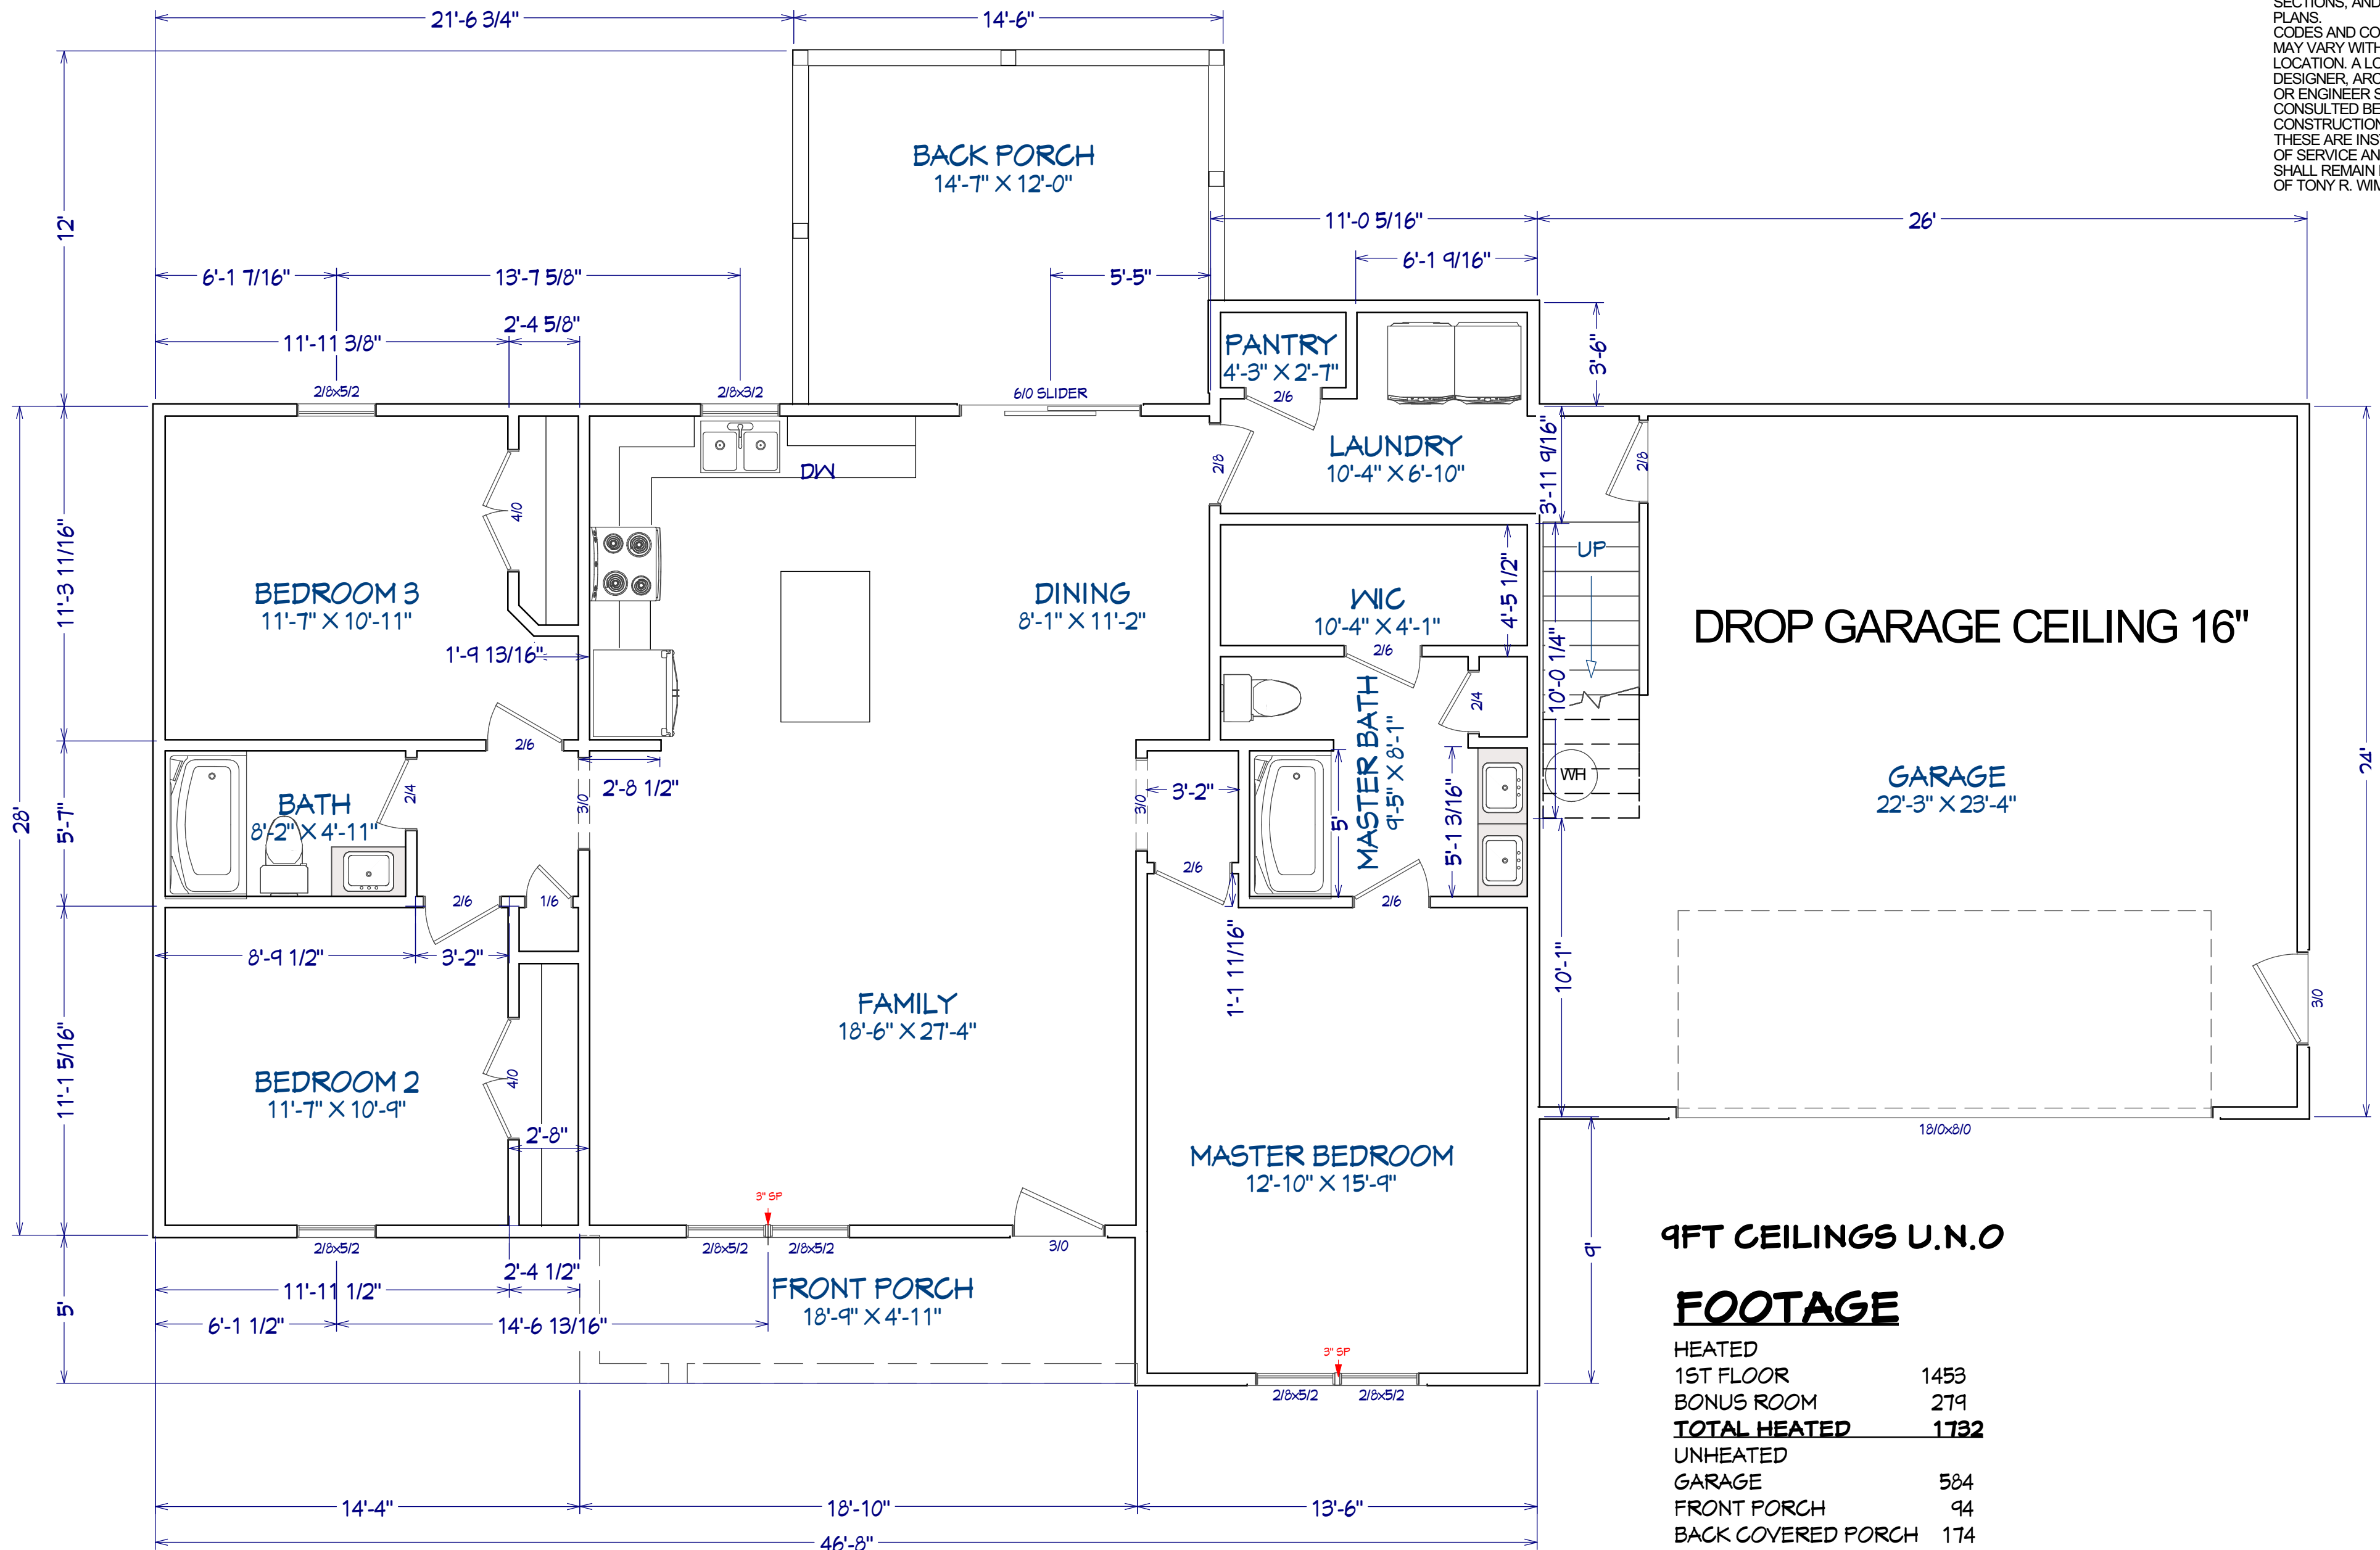 21'-6 3/4"
14'-6"
SECTIONS, AND
PLANS.
CODES AND CO
MAY VARY WITH
LOCATION. A LO
DESIGNER, ARC
OR ENGINEER S
CONSULTED BE
CONSTRUCTION
THESE ARE INS
OF SERVICE AN
SHALL REMAIN
OF TONY R. WIM
BACK PORCH
14'-7" X 12'-0"
12'
11'-0 5/16"
26'
6'-1 9/16"
6'-1 7/16"
13'-7 5/8"
5'-5"
2'-4 5/8"
11'-11 3/8"
3'-6"
PANTRY
4'-3" X 2'-7"
2/6
2/8x5/2
2/8x3/2
6/0 SLIDER
LAUNDRY
10'-4" X 6'-10"
2/8
3'-11 9/16"
2/8
DW
4/0
11'-3 11/16"
UP
BEDROOM 3
11'-7" X 10'-11"
DINING
8'-1" X 11'-2"
WIC
10'-4" X 4'-1"
4'-5 1/2"
2/6
DROP GARAGE CEILING 16"
1'-9 13/16"
10'-0 1/4"
2/4
MASTER BATH
9'-5" X 8'-1"
2/6
2'-8 1/2"
3/0
3/0
3'-2"
5'
5'-1 3/16"
WH
GARAGE
22'-3" X 23'-4"
24'
28'
5'-7"
BATH
8'-2" X 4'-11"
2/4
2/6
1/6
2/6
2/6
8'-9 1/2"
3'-2"
1'-1 11/16"
10'-1"
FAMILY
18'-6" X 27'-4"
3/0
11'-1 5/16"
BEDROOM 2
11'-7" X 10'-9"
4/0
2'-8"
18/0x8/0
MASTER BEDROOM
12'-10" X 15'-9"
3" SP
2/8x5/2
2/8x5/2
2/8x5/2
3/0
9'
9FT CEILINGS U.N.O
2'-4 1/2"
11'-11 1/2"
FRONT PORCH
18'-9" X 4'-11"
5'
6'-1 1/2"
14'-6 13/16"
3" SP
2/8x5/2
2/8x5/2
FOOTAGE
HEATED
1ST FLOOR 1453
BONUS ROOM 279
TOTAL HEATED 1732
UNHEATED
GARAGE 584
FRONT PORCH 94
BACK COVERED PORCH 174
14'-4"
18'-10"
13'-6"
46'-8"